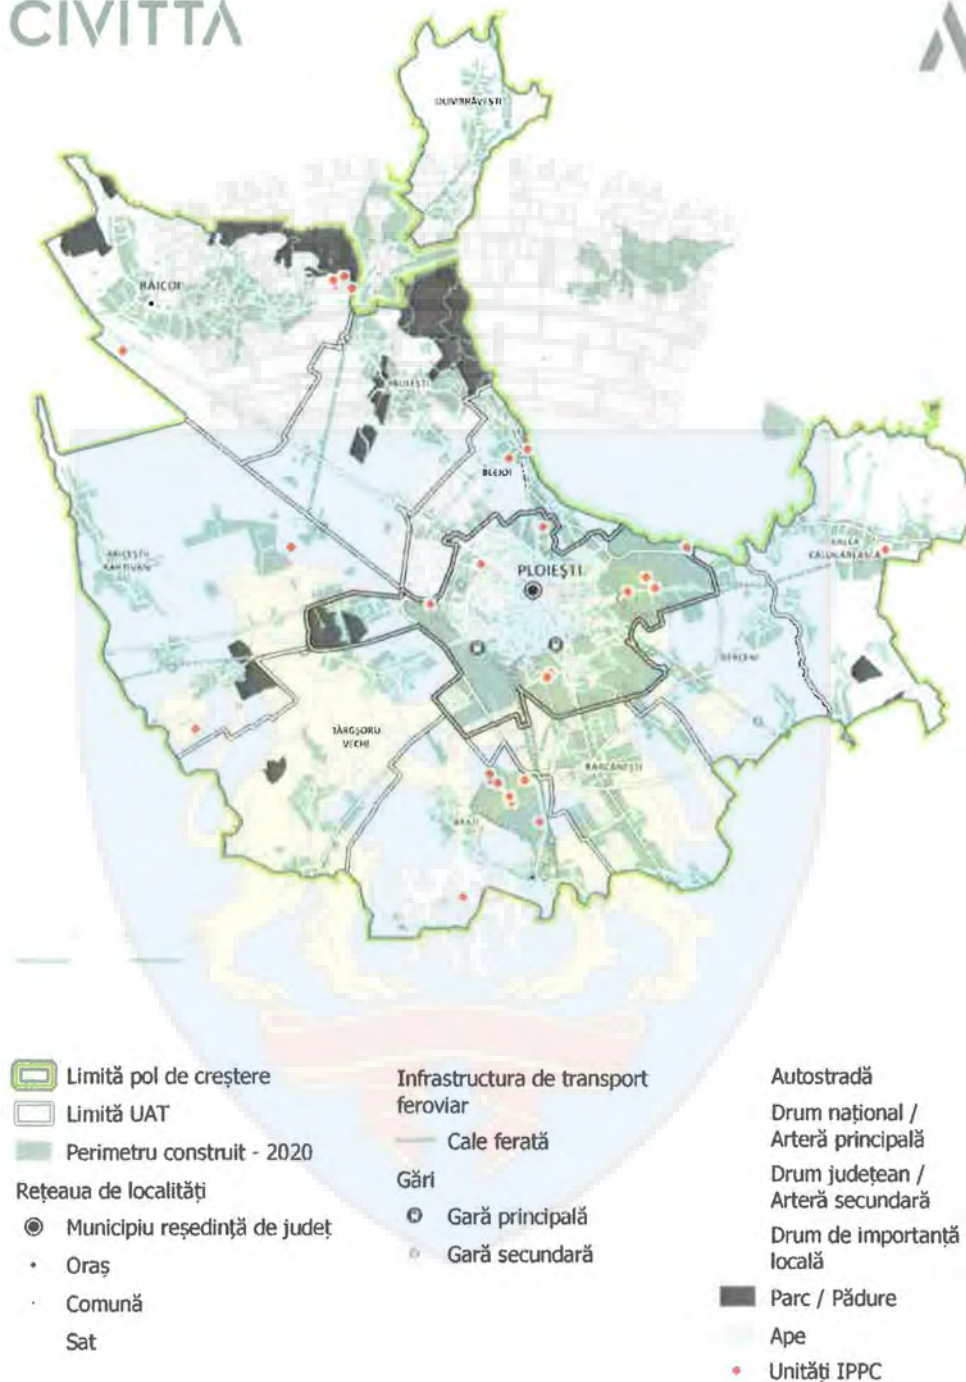 CIVITTA
DUMBRĂVEȘTI
BĂICOI
PĂULEȘTI
BLEJOI
ARICEȘTII
RAHTIVANI
PLOIEȘTI
VALEA
CĂLUGĂREASCĂ
BERCENI
TÂRGȘORU
VECHI
BĂRCĂNEȘTI
BRAZI
Limită pol de creștere
Limită UAT
Perimetru construit - 2020
Rețeaua de localități
Municipiu reședință de județ
Oraș
Comună
Sat
Infrastructura de transport
feroviar
Cale ferată
Gări
Gară principală
Gară secundară
Autostradă
Drum național /
Arteră principală
Drum județean /
Arteră secundară
Drum de importanță
locală
Parc / Pădure
Ape
Unități IPPC